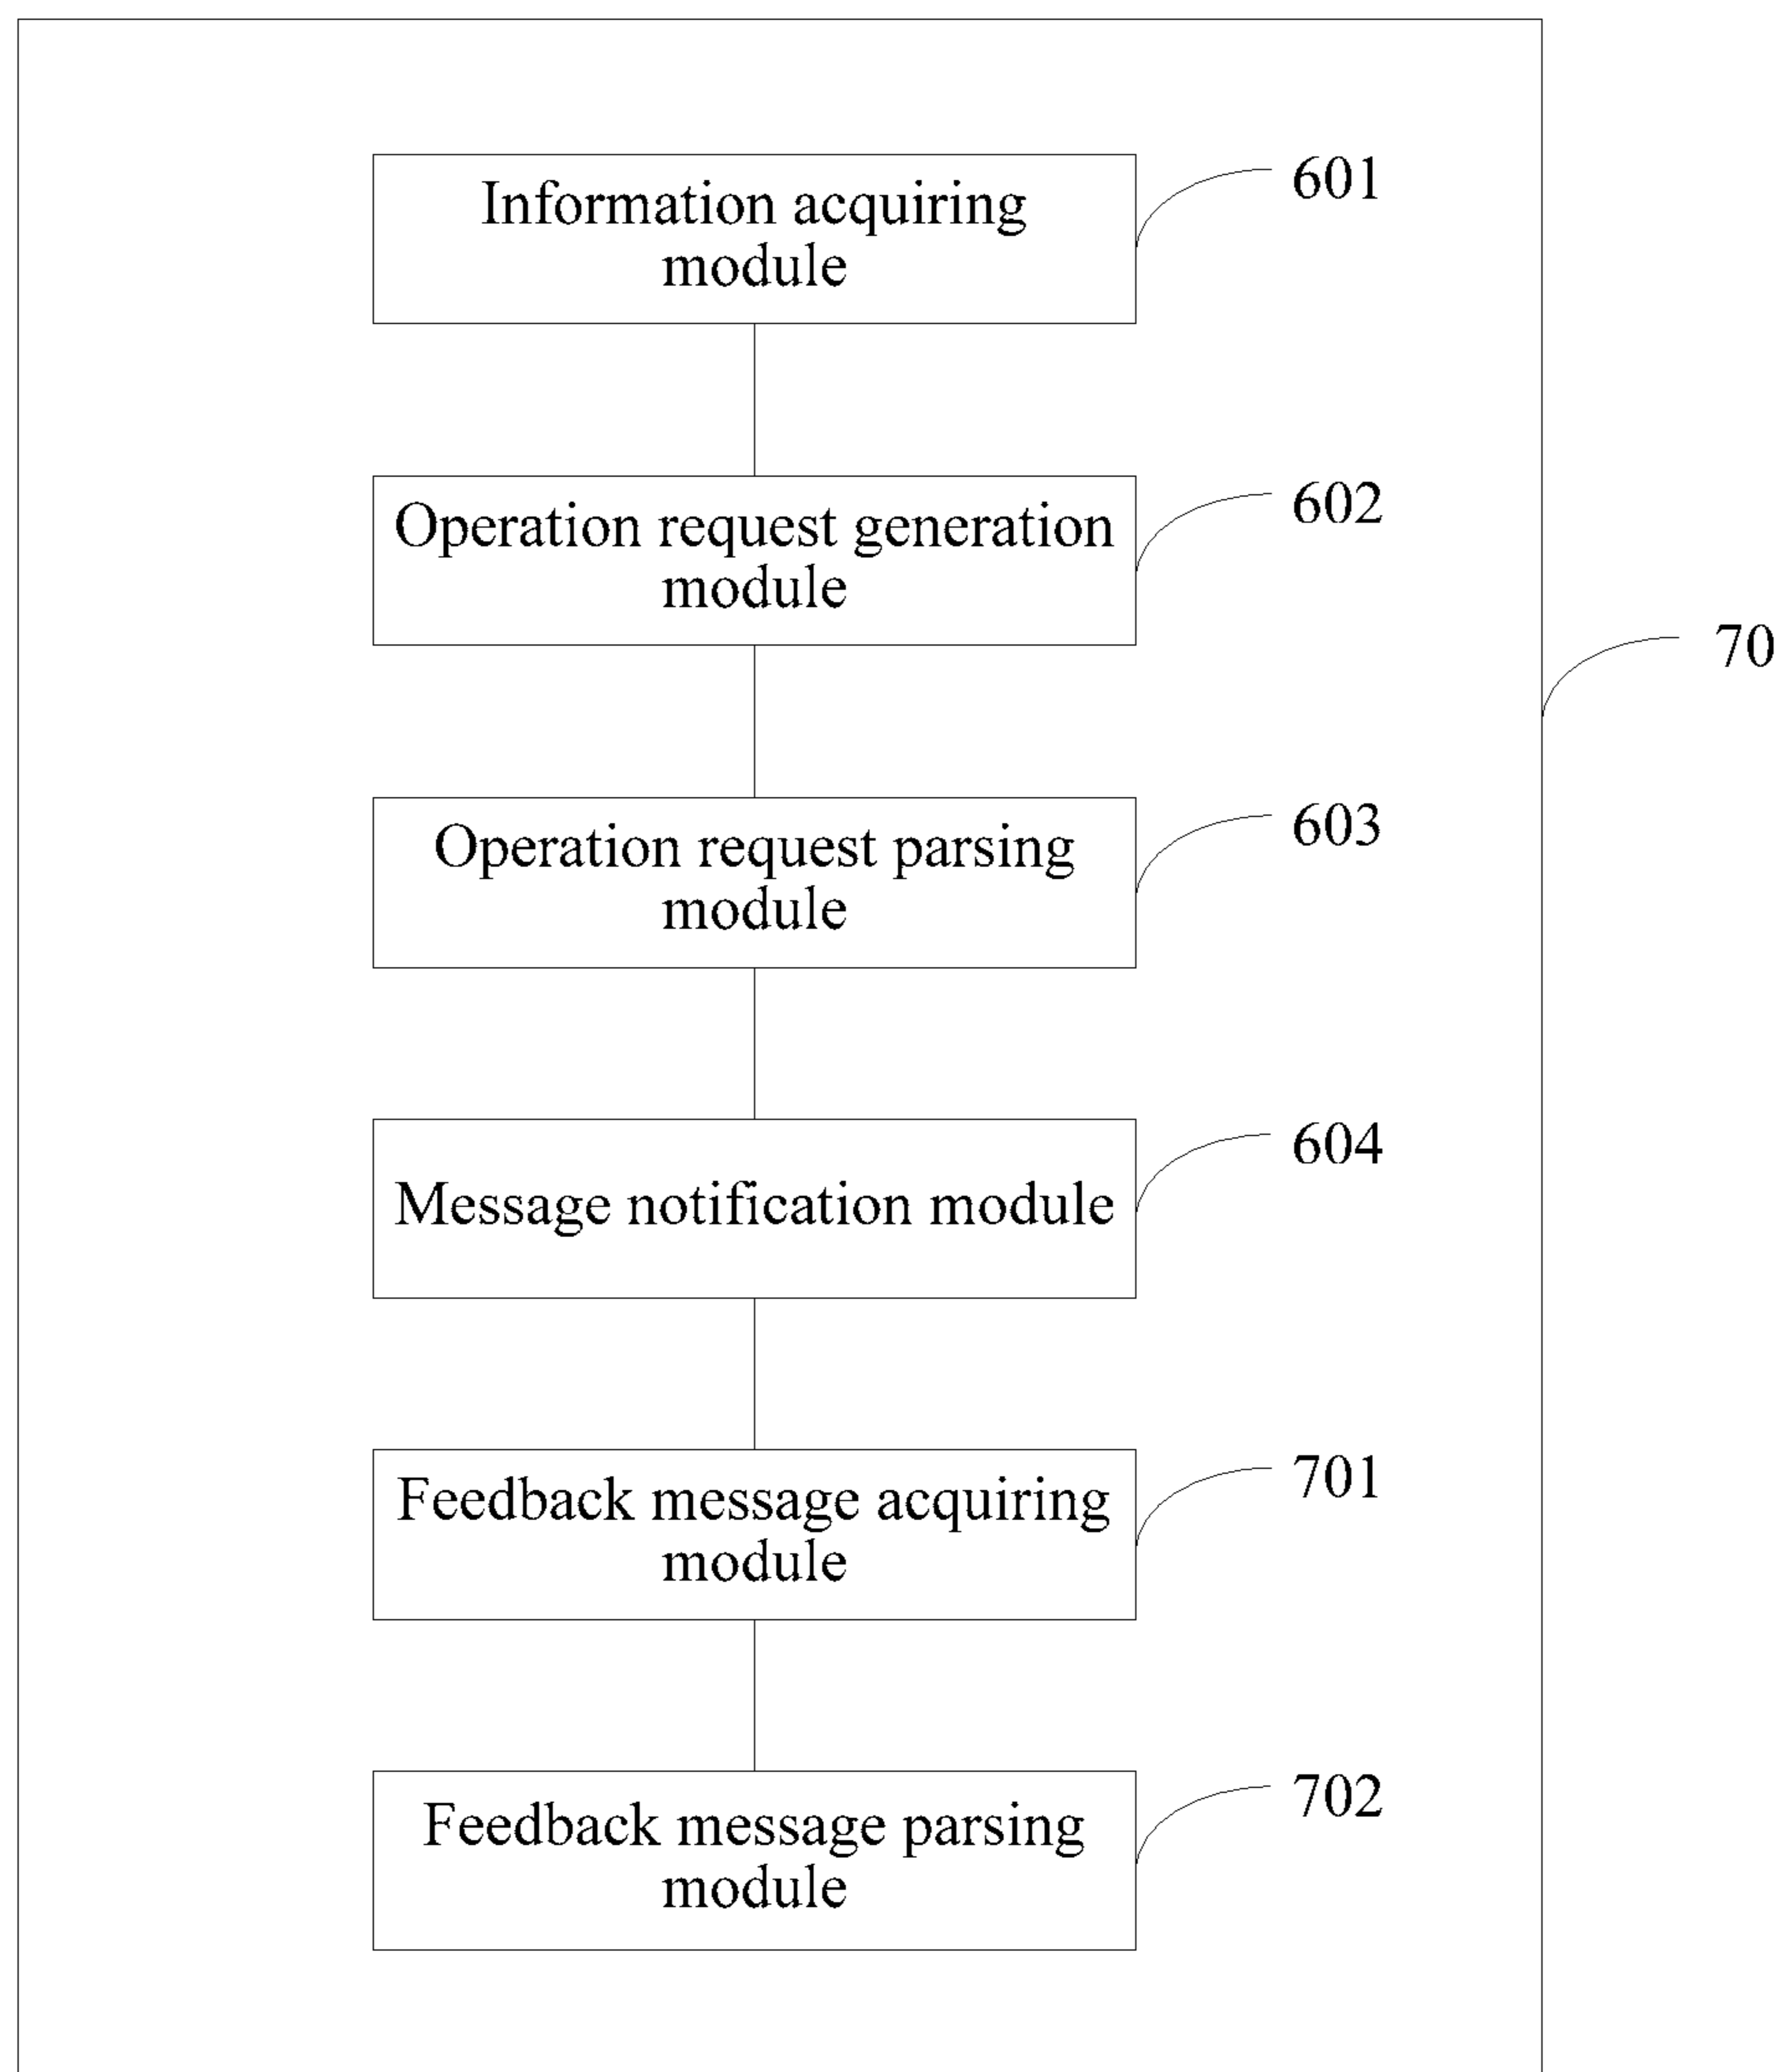 Information acquiring
module
601
Operation request generation
module
602
70
Operation request parsing
module
603
Message notification module
604
Feedback message acquiring
module
701
Feedback message parsing
module
702